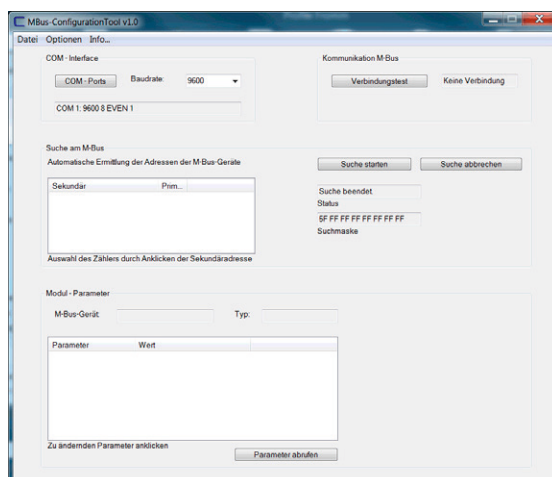 MBus-ConfigurationTool v1.0
Datei Optionen Info...
COM - Interface
COM - Ports
Baudrate:
9600
COM 1: 9600 8 EVEN 1
Kommunikation M-Bus
Verbindungstest
Keine Verbindung
Suche am M-Bus
Automatische Ermittlung der Adressen der M-Bus-Geräte
Sekundär Prim...
Auswahl des Zählers durch Anklicken der Sekundäradresse
Suche starten
Suche abbrechen
Suche beendet.
Status
6F FF FF FF FF FF FF FF
Suchmaske
Modul - Parameter
M-Bus-Gerät:
Typ:
Parameter Wert
Zu ändernden Parameter anklicken
Parameter abrufen